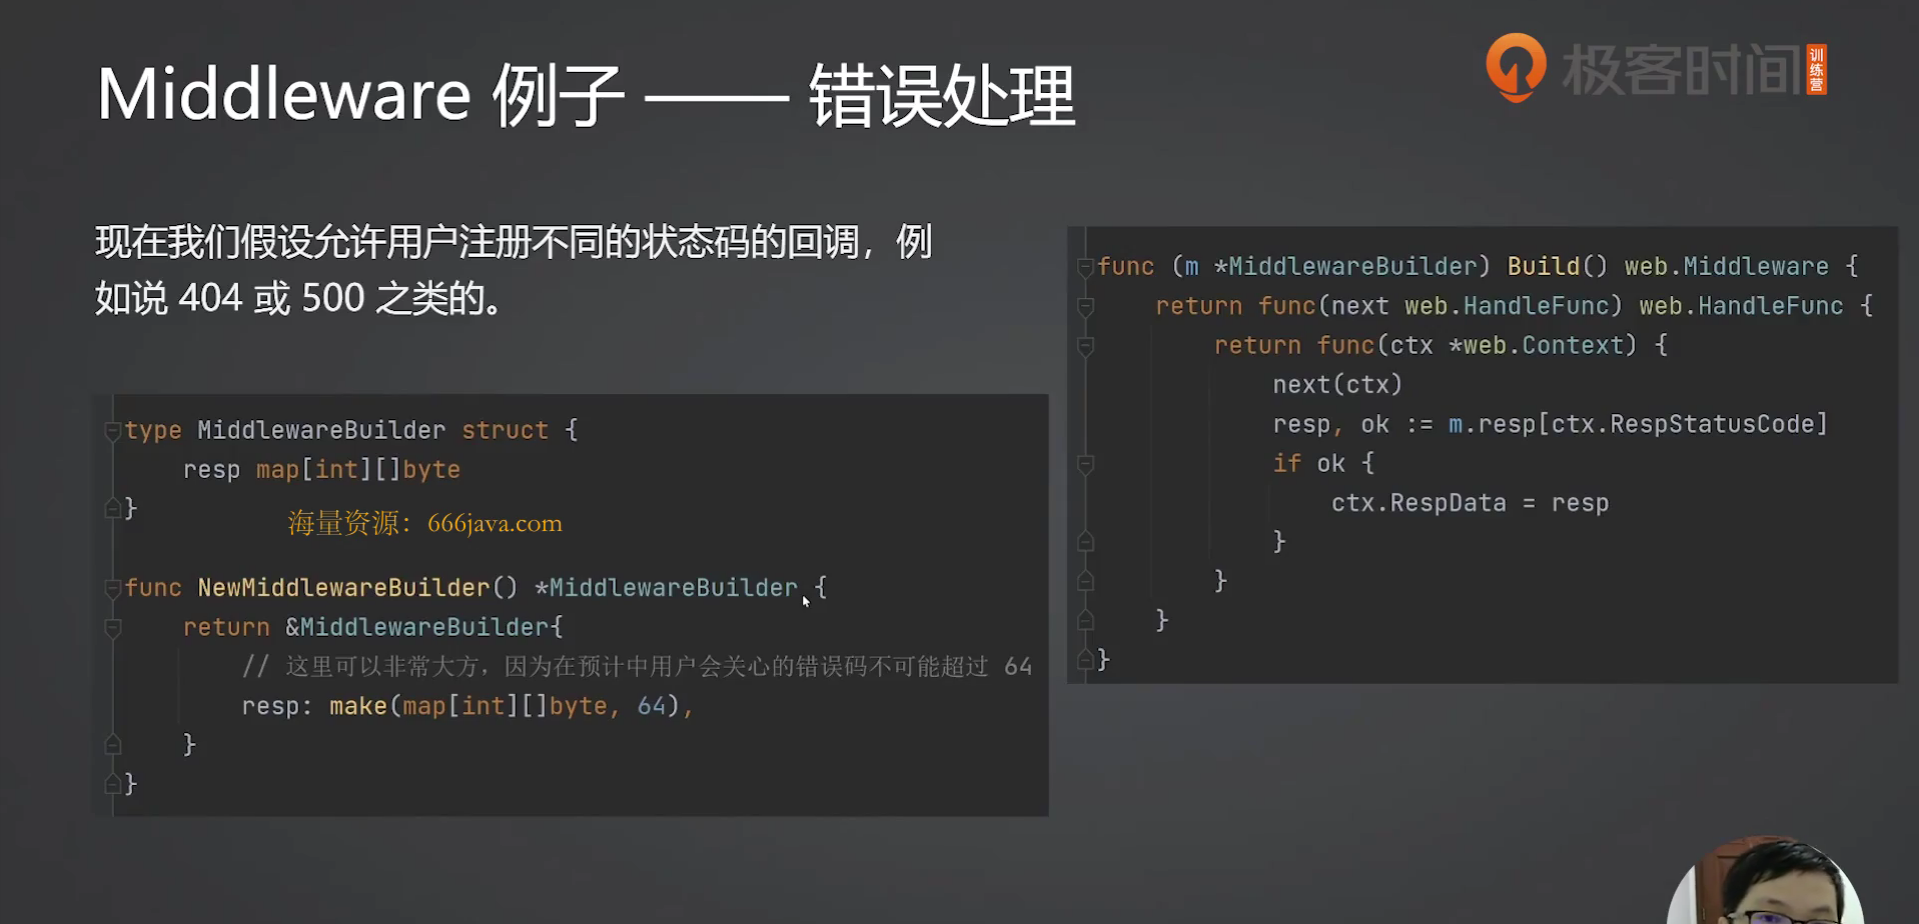 Middleware 例子 —— 错误处理
极客时间
训练营
现在我们假设允许用户注册不同的状态码的回调，例
如说 404 或 500 之类的。
type MiddlewareBuilder struct {
    resp map[int][]byte
}
海量资源：666java.com
func NewMiddlewareBuilder() *MiddlewareBuilder {
    return &MiddlewareBuilder{
        // 这里可以非常大方，因为在预计中用户会关心的错误码不可能超过 64
        resp: make(map[int][]byte, 64),
    }
}
func (m *MiddlewareBuilder) Build() web.Middleware {
    return func(next web.HandleFunc) web.HandleFunc {
        return func(ctx *web.Context) {
            next(ctx)
            resp, ok := m.resp[ctx.RespStatusCode]
            if ok {
                ctx.RespData = resp
            }
        }
    }
}